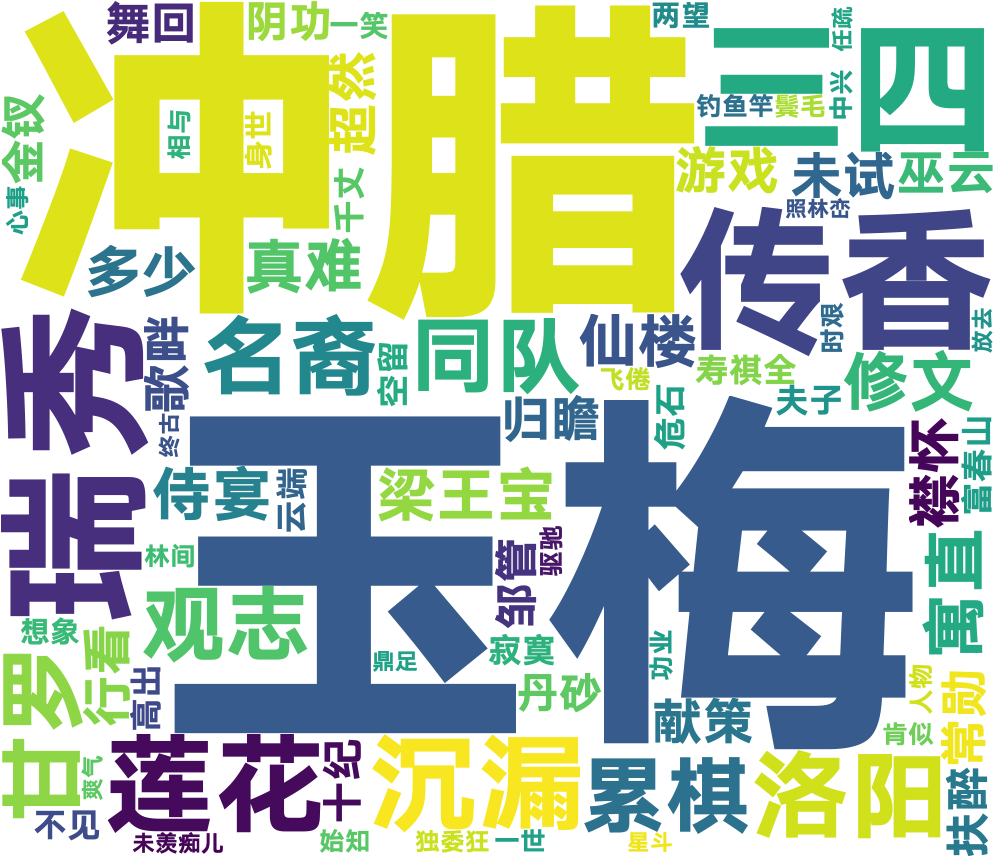 舞回
阴功
一笑
两望
任疏
冲腊
三四
金钗
相与
身世
超然
钓鱼竿
鬓毛
中兴
游戏
未试
巫云
心事
千丈
照林峦
传香
多少
真难
时艰
放去
秀
歌畔
名裔
空留
同队
仙楼
飞倦
寿祺全
夫子
修文
危石
归瞻
终古
玉梅
襟怀
富春山
瑞
侍宴
云端
梁王宝
林间
邹管
驱驰
寓直
观志
想象
行看
甘罗
高出
鼎足
寂寞
丹砂
功业
献策
人物
常勋
肯似
爽气
莲花
十纪
沉漏
累棋
洛阳
扶醉
不见
未羡痴儿
始知
独委狂
一世
星斗